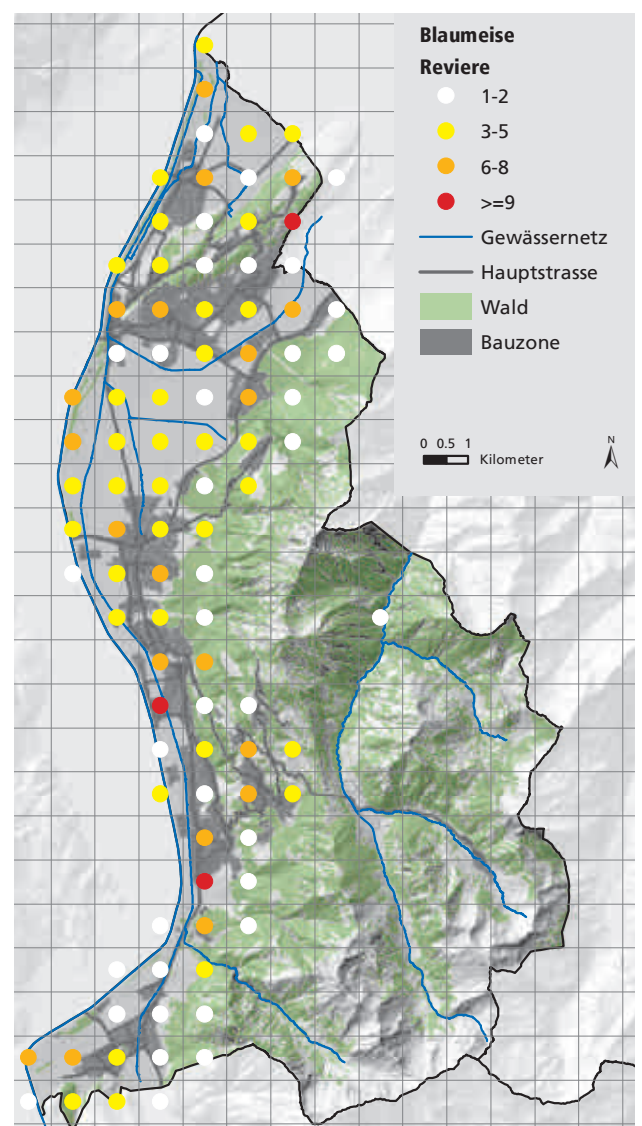 Blaumeise
Reviere
1-2
3-5
6-8
>=9
Gewässernetz
Hauptstrasse
Wald
Bauzone
0 0.5 1
Kilometer
N